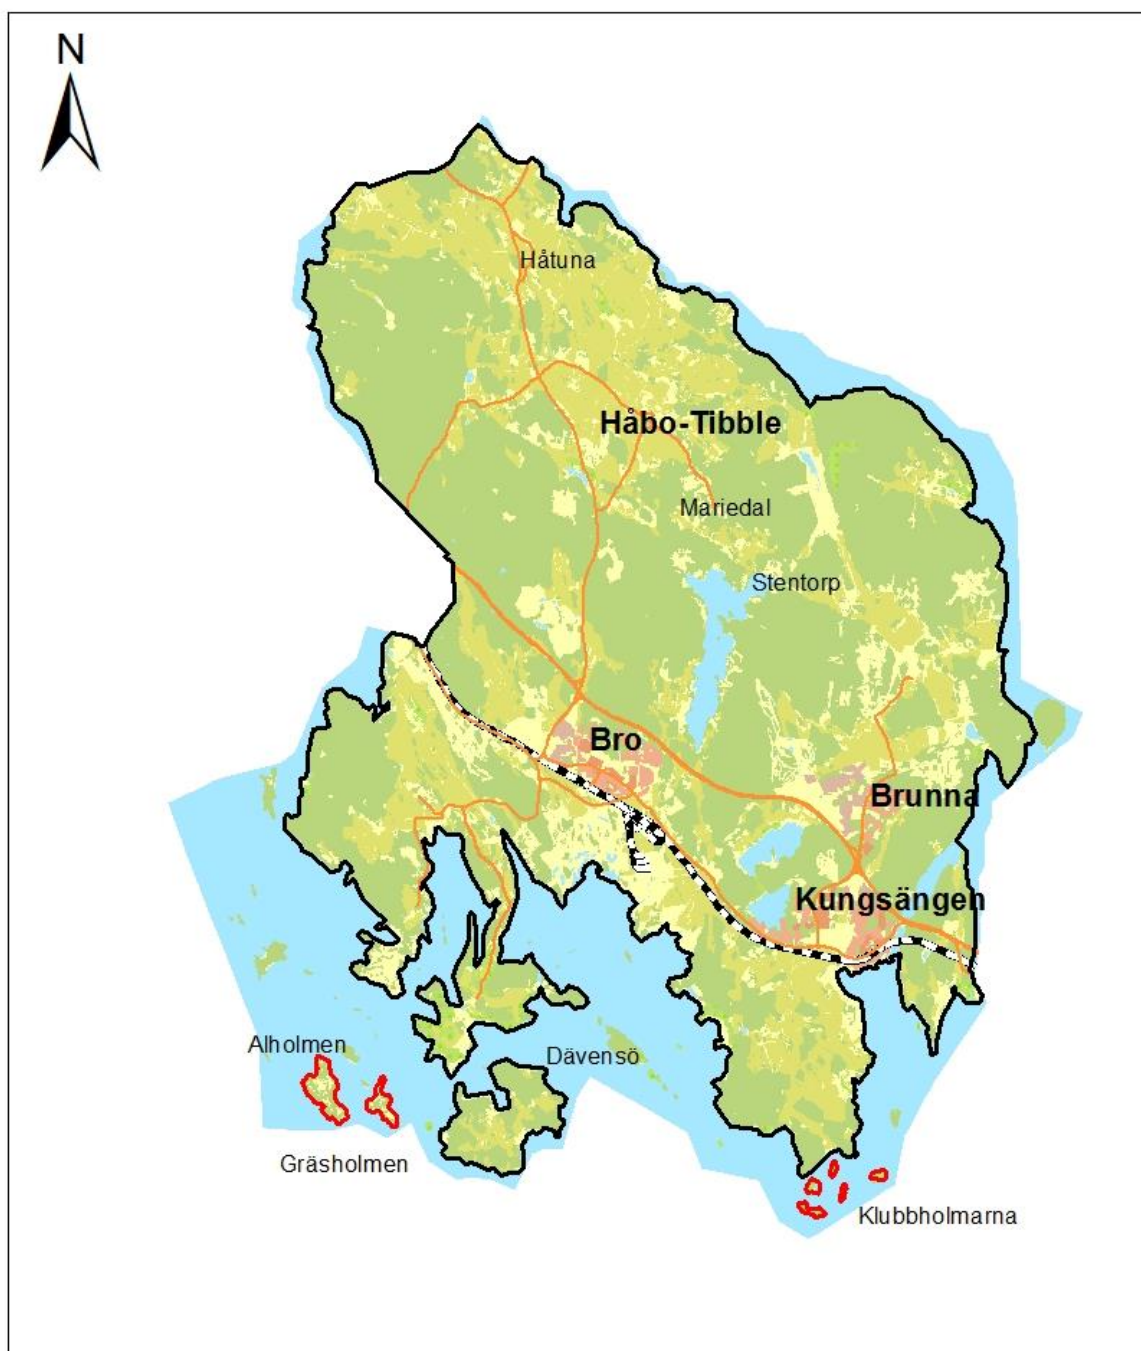 N
Håtuna
Håbo-Tibble
Mariedal
Stentorp
Bro
Brunna
Kungsängen
Alholmen
Dävensö
Gräsholmen
Klubbholmarna